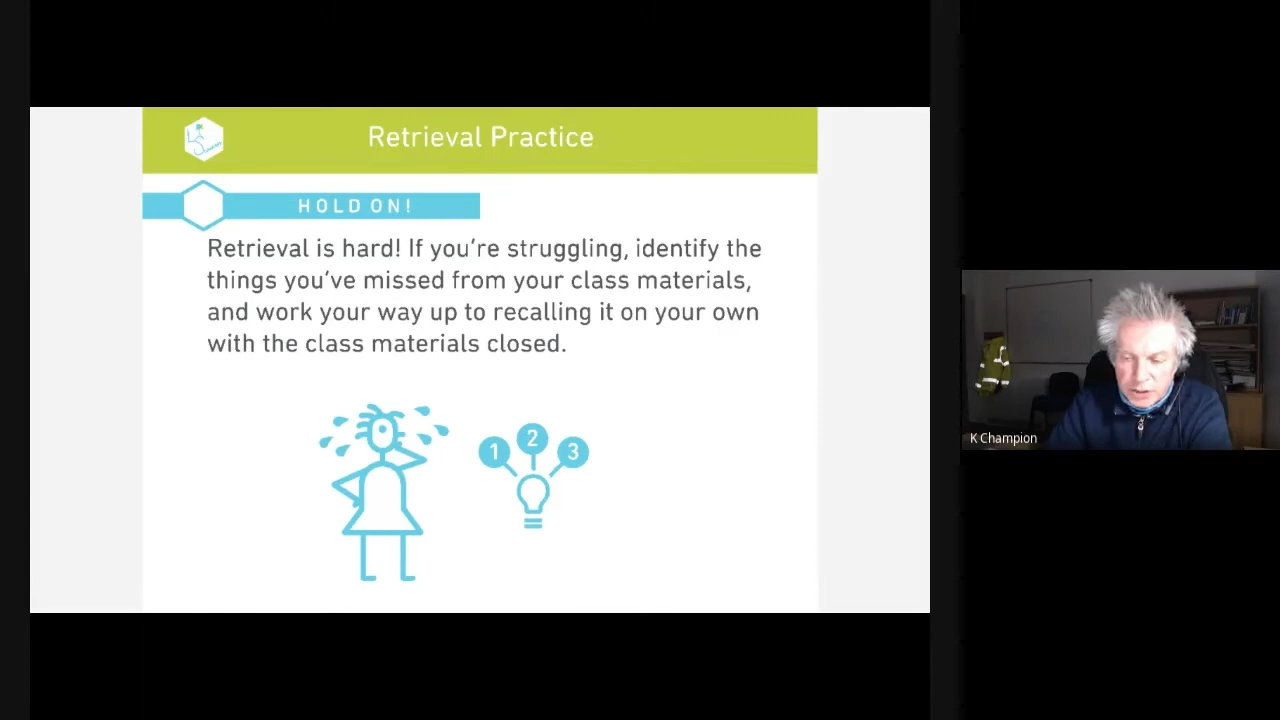 Retrieval Practice
HOLD ON!
Retrieval is hard! If you're struggling, identify the
things you've missed from your class materials,
and work your way up to recalling it on your own
with the class materials closed.
1 2 3
K Champion